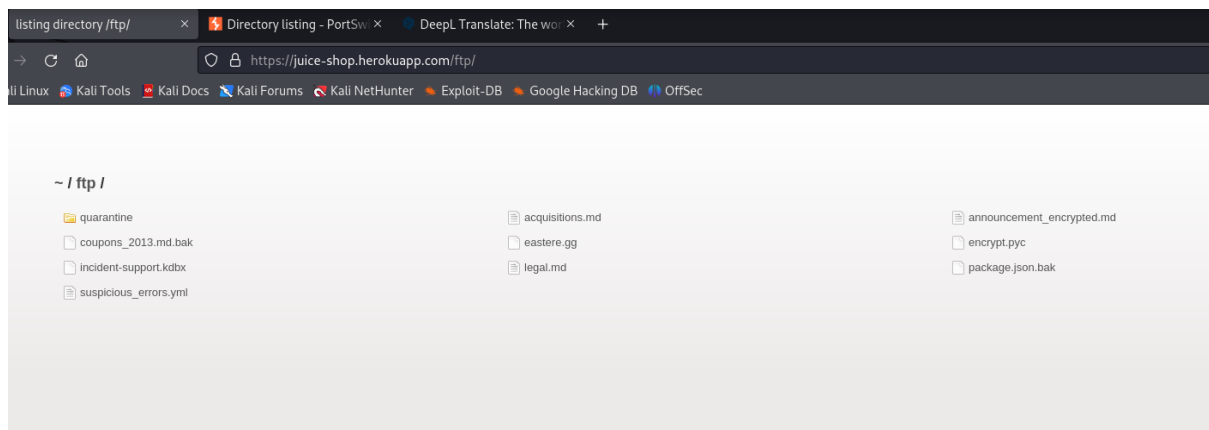 listing directory /ftp/ Directory listing - PortSwi DeepL Translate: The wor
https://juice-shop.herokuapp.com/ftp/
ali Linux Kali Tools Kali Docs Kali Forums Kali NetHunter Exploit-DB Google Hacking DB OffSec
~ / ftp /
quarantine acquisitions.md announcement_encrypted.md
coupons_2013.md.bak eastere.gg encrypt.pyc
incident-support.kdbx legal.md package.json.bak
suspicious_errors.yml